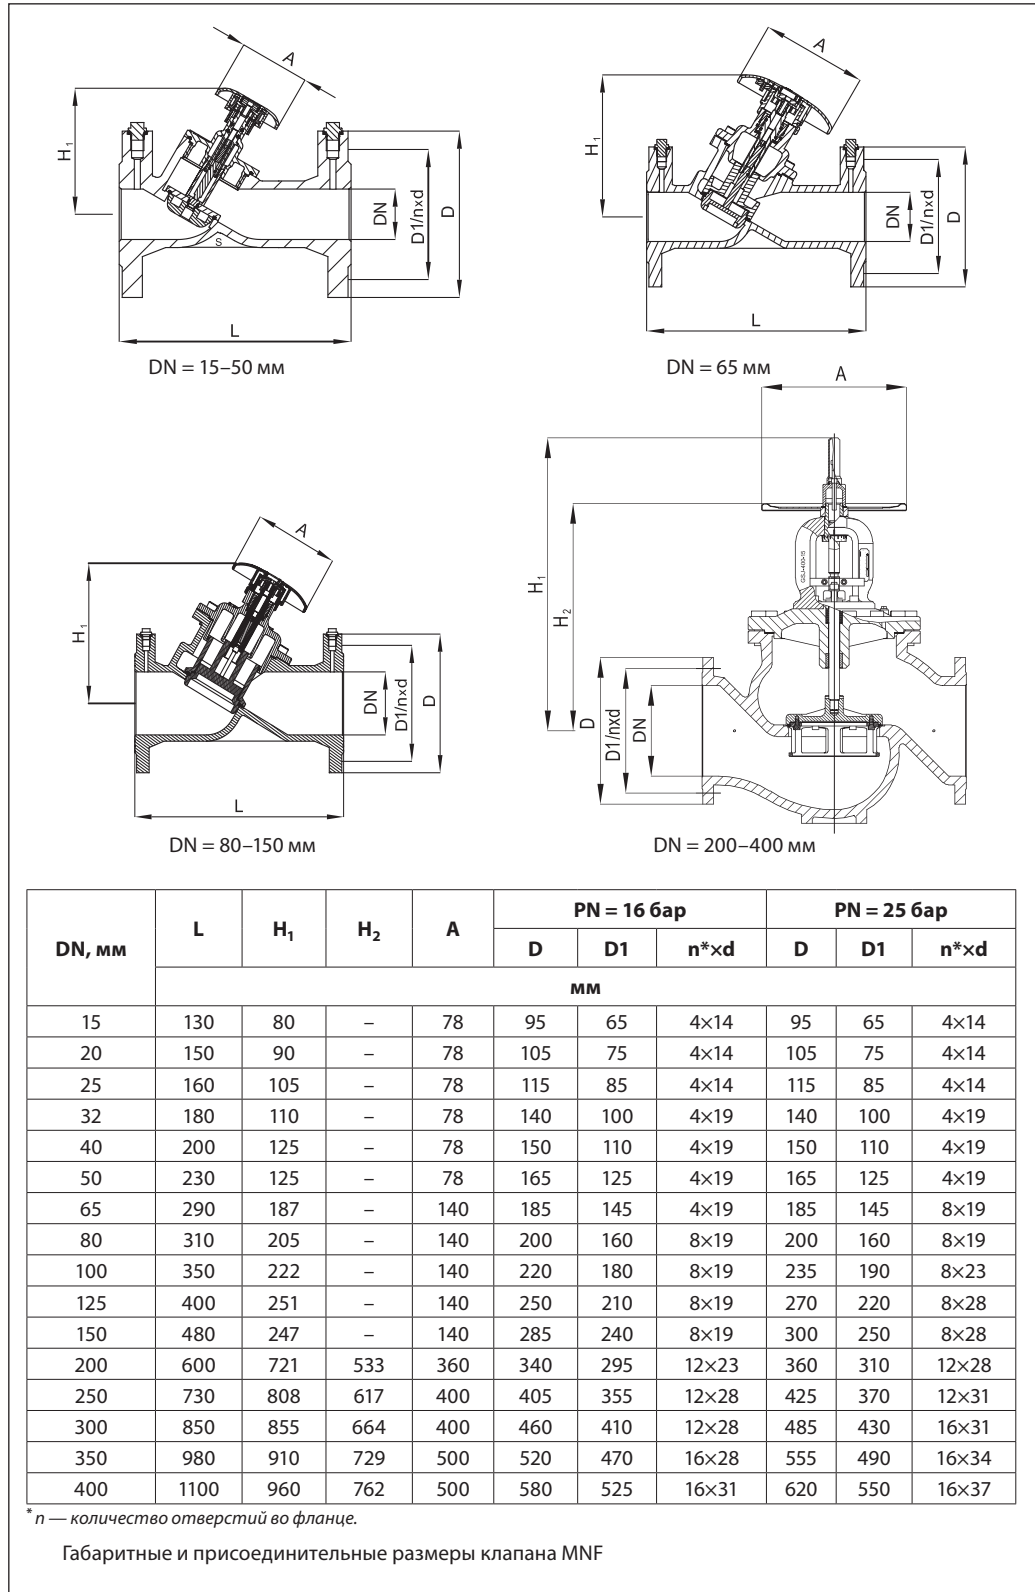 A
H1
DN
D1/nxd
D
S
L
DN = 15–50 мм
A
H1
DN
D1/nxd
D
L
DN = 65 мм
A
H1
DN
D1/nxd
D
L
DN = 80–150 мм
A
H1
H2
D
D1/nxd
DN
DN = 200–400 мм
DN, мм L H1 H2 A PN = 16 бар PN = 25 бар
D D1 n*×d D D1 n*×d
мм
15 130 80 – 78 95 65 4×14 95 65 4×14
20 150 90 – 78 105 75 4×14 105 75 4×14
25 160 105 – 78 115 85 4×14 115 85 4×14
32 180 110 – 78 140 100 4×19 140 100 4×19
40 200 125 – 78 150 110 4×19 150 110 4×19
50 230 125 – 78 165 125 4×19 165 125 4×19
65 290 187 – 140 185 145 4×19 185 145 8×19
80 310 205 – 140 200 160 8×19 200 160 8×19
100 350 222 – 140 220 180 8×19 235 190 8×23
125 400 251 – 140 250 210 8×19 270 220 8×28
150 480 247 – 140 285 240 8×19 300 250 8×28
200 600 721 533 360 340 295 12×23 360 310 12×28
250 730 808 617 400 405 355 12×28 425 370 12×31
300 850 855 664 400 460 410 12×28 485 430 16×31
350 980 910 729 500 520 470 16×28 555 490 16×34
400 1100 960 762 500 580 525 16×31 620 550 16×37
* n — количество отверстий во фланце.
Габаритные и присоединительные размеры клапана MNF